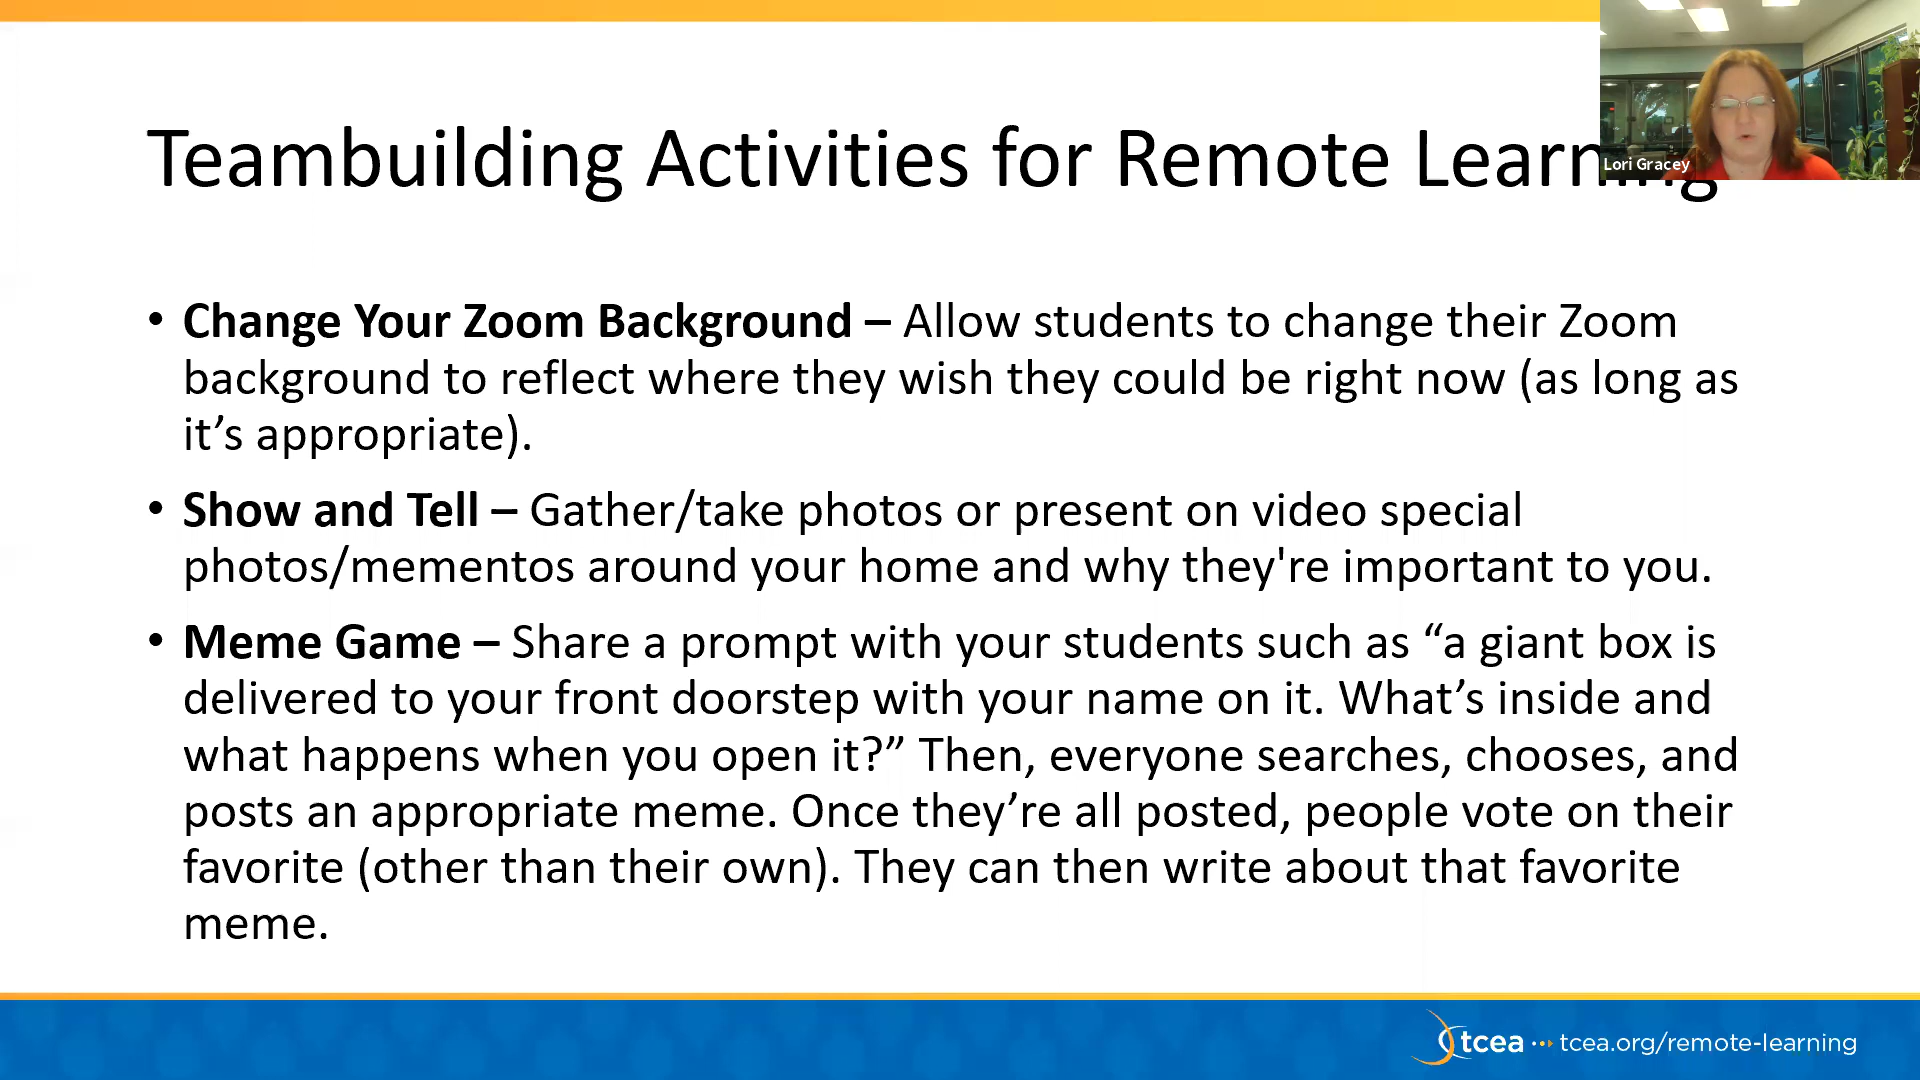 Teambuilding Activities for Remote Learning
Lori Gracey
• Change Your Zoom Background – Allow students to change their Zoom
background to reflect where they wish they could be right now (as long as
it’s appropriate).
• Show and Tell – Gather/take photos or present on video special
photos/mementos around your home and why they're important to you.
• Meme Game – Share a prompt with your students such as “a giant box is
delivered to your front doorstep with your name on it. What’s inside and
what happens when you open it?” Then, everyone searches, chooses, and
posts an appropriate meme. Once they’re all posted, people vote on their
favorite (other than their own). They can then write about that favorite
meme.
tcea ··· tcea.org/remote-learning